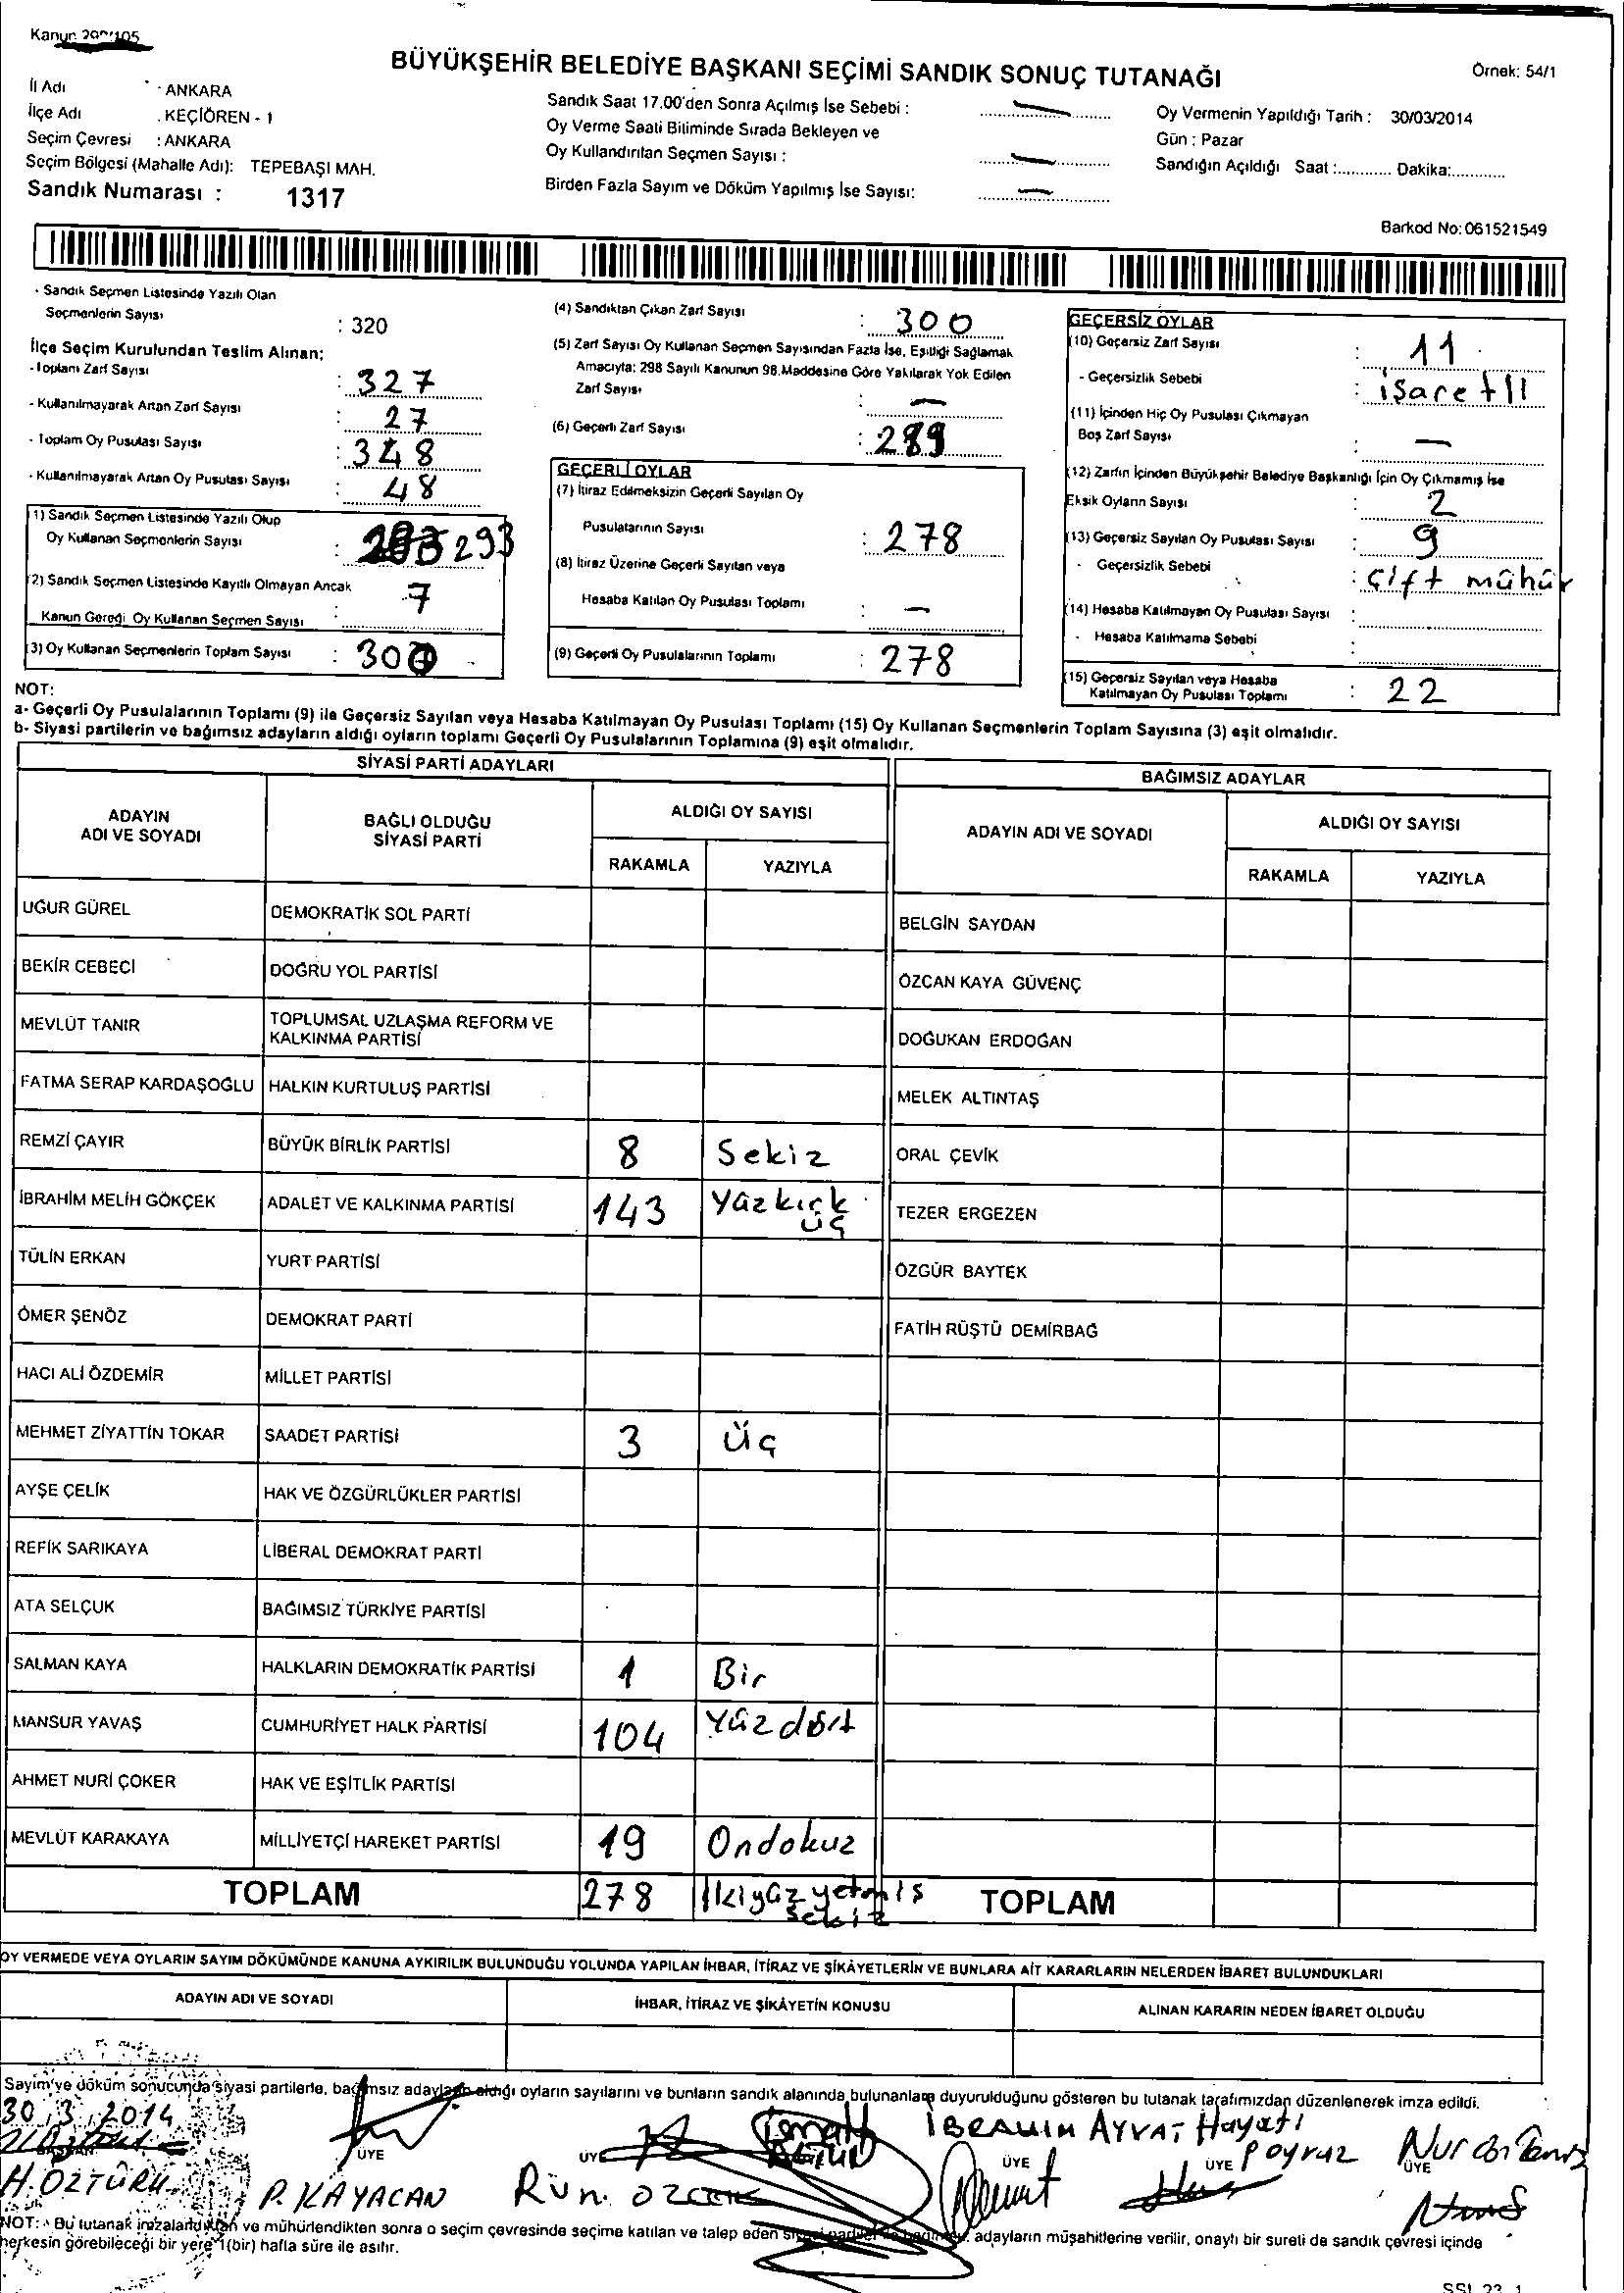 BÜYÜKŞEHİR BELEDİYE BAŞKANI SEÇİMİ SANDIK SONUÇ TUTANAĞI
Örnek: 54/1
İl Adı : ANKARA
İlçe Adı : KEÇİÖREN - 1
Seçim Çevresi : ANKARA
Seçim Bölgesi (Mahalle Adı): TEPEBAŞI MAH.
Sandık Numarası : 1317
Sandık Saat 17.00'den Sonra Açılmış İse Sebebi : —
Oy Verme Saati Bitiminde Sırada Bekleyen ve
Oy Kullandırılan Seçmen Sayısı : —
Birden Fazla Sayım ve Döküm Yapılmış İse Sayısı: —
Oy Vermenin Yapıldığı Tarih : 30/03/2014
Gün : Pazar
Sandığın Açıldığı Saat :............ Dakika:............
Barkod No:061521549
- Sandık Seçmen Listesinde Yazılı Olan
Seçmenlerin Sayısı : 320
İlçe Seçim Kurulundan Teslim Alınan;
- Toplam Zarf Sayısı : 327
- Kullanılmayarak Artan Zarf Sayısı : 27
- Toplam Oy Pusulası Sayısı : 348
- Kullanılmayarak Artan Oy Pusulası Sayısı : 48
(1) Sandık Seçmen Listesinde Yazılı Olup
Oy Kullanan Seçmenlerin Sayısı : 293
(2) Sandık Seçmen Listesinde Kayıtlı Olmayan Ancak
Kanun Gereği Oy Kullanan Seçmen Sayısı : 7
(3) Oy Kullanan Seçmenlerin Toplam Sayısı : 300
(4) Sandıktan Çıkan Zarf Sayısı : 300
(5) Zarf Sayısı Oy Kullanan Seçmen Sayısından Fazla İse, Eşitliği Sağlamak
Amacıyla: 298 Sayılı Kanunun 98.Maddesine Göre Yakılarak Yok Edilen
Zarf Sayısı : —
(6) Geçerli Zarf Sayısı : 289
GEÇERLİ OYLAR
(7) İtiraz Edilmeksizin Geçerli Sayılan Oy
Pusulalarının Sayısı : 278
(8) İtiraz Üzerine Geçerli Sayılan veya
Hesaba Katılan Oy Pusulası Toplamı : —
(9) Geçerli Oy Pusulalarının Toplamı : 278
GEÇERSİZ OYLAR
(10) Geçersiz Zarf Sayısı : 11
- Geçersizlik Sebebi : işaretli
(11) İçinden Hiç Oy Pusulası Çıkmayan
Boş Zarf Sayısı : —
(12) Zarfın İçinden Büyükşehir Belediye Başkanlığı İçin Oy Çıkmamış İse
Eksik Oyların Sayısı : 2
(13) Geçersiz Sayılan Oy Pusulası Sayısı : 9
- Geçersizlik Sebebi : Çift mühür
(14) Hesaba Katılmayan Oy Pusulası Sayısı :
- Hesaba Katılmama Sebebi :
(15) Geçersiz Sayılan veya Hesaba
Katılmayan Oy Pusulası Toplamı : 22
NOT:
a- Geçerli Oy Pusulalarının Toplamı (9) ile Geçersiz Sayılan veya Hesaba Katılmayan Oy Pusulası Toplamı (15) Oy Kullanan Seçmenlerin Toplam Sayısına (3) eşit olmalıdır.
b- Siyasi partilerin ve bağımsız adayların aldığı oyların toplamı Geçerli Oy Pusulalarının Toplamına (9) eşit olmalıdır.
SİYASİ PARTİ ADAYLARI
BAĞIMSIZ ADAYLAR
ADAYIN ADI VE SOYADI
BAĞLI OLDUĞU SİYASİ PARTİ
ALDIĞI OY SAYISI
RAKAMLA YAZIYLA
ADAYIN ADI VE SOYADI
ALDIĞI OY SAYISI
RAKAMLA YAZIYLA
UĞUR GÜREL DEMOKRATİK SOL PARTİ BELGİN SAYDAN
BEKİR CEBECİ DOĞRU YOL PARTİSİ ÖZCAN KAYA GÜVENÇ
MEVLÜT TANIR TOPLUMSAL UZLAŞMA REFORM VE KALKINMA PARTİSİ DOĞUKAN ERDOĞAN
FATMA SERAP KARDAŞOĞLU HALKIN KURTULUŞ PARTİSİ MELEK ALTINTAŞ
REMZİ ÇAYIR BÜYÜK BİRLİK PARTİSİ 8 Sekiz ORAL ÇEVİK
İBRAHİM MELİH GÖKÇEK ADALET VE KALKINMA PARTİSİ 143 Yüzkırk üç TEZER ERGEZEN
TÜLİN ERKAN YURT PARTİSİ ÖZGÜR BAYTEK
ÖMER ŞENÖZ DEMOKRAT PARTİ FATİH RÜŞTÜ DEMİRBAĞ
HACI ALİ ÖZDEMİR MİLLET PARTİSİ
MEHMET ZİYATTİN TOKAR SAADET PARTİSİ 3 Üç
AYŞE ÇELİK HAK VE ÖZGÜRLÜKLER PARTİSİ
REFİK SARIKAYA LİBERAL DEMOKRAT PARTİ
ATA SELÇUK BAĞIMSIZ TÜRKİYE PARTİSİ
SALMAN KAYA HALKLARIN DEMOKRATİK PARTİSİ 1 Bir
MANSUR YAVAŞ CUMHURİYET HALK PARTİSİ 104 Yüzdört
AHMET NURİ ÇOKER HAK VE EŞİTLİK PARTİSİ
MEVLÜT KARAKAYA MİLLİYETÇİ HAREKET PARTİSİ 19 Ondokuz
TOPLAM 278 İkiyüzyetmiş sekiz TOPLAM
OY VERMEDE VEYA OYLARIN SAYIM DÖKÜMÜNDE KANUNA AYKIRILIK BULUNDUĞU YOLUNDA YAPILAN İHBAR, İTİRAZ VE ŞİKÂYETLERİN VE BUNLARA AİT KARARLARIN NELERDEN İBARET BULUNDUKLARI
ADAYIN ADI VE SOYADI İHBAR, İTİRAZ VE ŞİKÂYETİN KONUSU ALINAN KARARIN NEDEN İBARET OLDUĞU
Sayım ve döküm sonucunda siyasi partilerle, bağımsız adayların aldığı oyların sayılarını ve bunların sandık alanında bulunanlara duyurulduğunu gösteren bu tutanak tarafımızdan düzenlenerek imza edildi.
30.3.2014
İBRAHİM AYVAT Hayati Poyraz
BAŞKAN ÜYE ÜYE ÜYE ÜYE ÜYE
H. ÖZTÜRK P. KAYACAN
NOT: Bu tutanak imzalandıktan ve mühürlendikten sonra o seçim çevresinde seçime katılan ve talep eden siyasi partiler ve bağımsız adayların müşahitlerine verilir, onaylı bir sureti de sandık çevresi içinde
herkesin görebileceği bir yere 1(bir) hafta süre ile asılır.